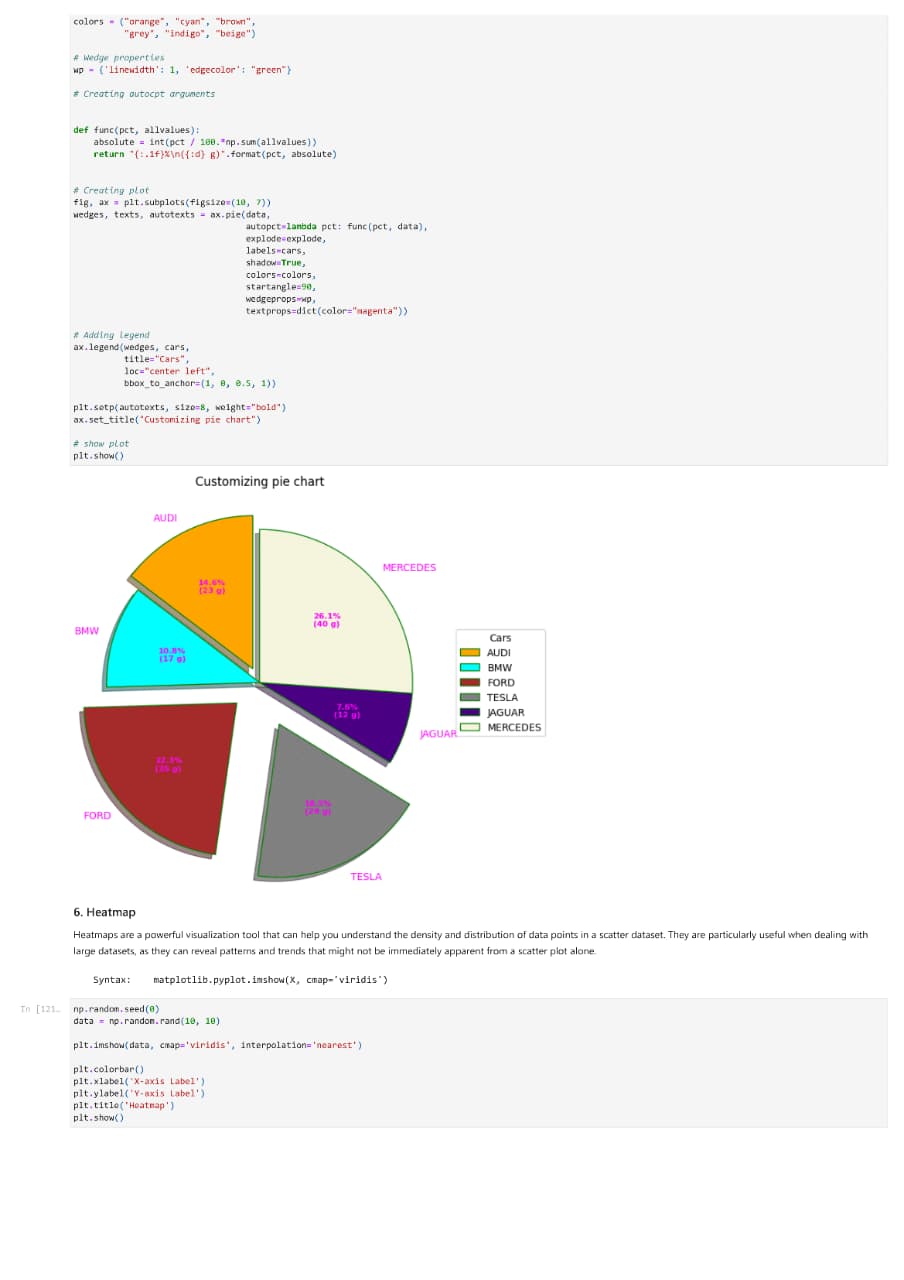 colors = ("orange", "cyan", "brown",
"grey", "indigo", "beige")
# Wedge properties
wp = {'linewidth': 1, 'edgecolor': "green"}
# Creating autocpt arguments
def func(pct, allvalues):
absolute = int(pct / 100.*np.sum(allvalues))
return "{:.1f}%\n({:d} g)".format(pct, absolute)
# Creating plot
fig, ax = plt.subplots(figsize=(10, 7))
wedges, texts, autotexts = ax.pie(data,
autopct=lambda pct: func(pct, data),
explode=explode,
labels=cars,
shadow=True,
colors=colors,
startangle=90,
wedgeprops=wp,
textprops=dict(color="magenta"))
# Adding legend
ax.legend(wedges, cars,
title="Cars",
loc="center left",
bbox_to_anchor=(1, 0, 0.5, 1))
plt.setp(autotexts, size=8, weight="bold")
ax.set_title("Customizing pie chart")
# show plot
plt.show()
Customizing pie chart
AUDI
MERCEDES
14.6%
(23 g)
26.1%
(40 g)
BMW
10.8%
(17 g)
7.6%
(12 g)
JAGUAR
FORD
TESLA
Cars
AUDI
BMW
FORD
TESLA
JAGUAR
MERCEDES
6. Heatmap
Heatmaps are a powerful visualization tool that can help you understand the density and distribution of data points in a scatter dataset. They are particularly useful when dealing with
large datasets, as they can reveal patterns and trends that might not be immediately apparent from a scatter plot alone.
Syntax: matplotlib.pyplot.imshow(X, cmap='viridis')
In [121…
np.random.seed(0)
data = np.random.rand(10, 10)
plt.imshow(data, cmap='viridis', interpolation='nearest')
plt.colorbar()
plt.xlabel('X-axis Label')
plt.ylabel('Y-axis Label')
plt.title('Heatmap')
plt.show()